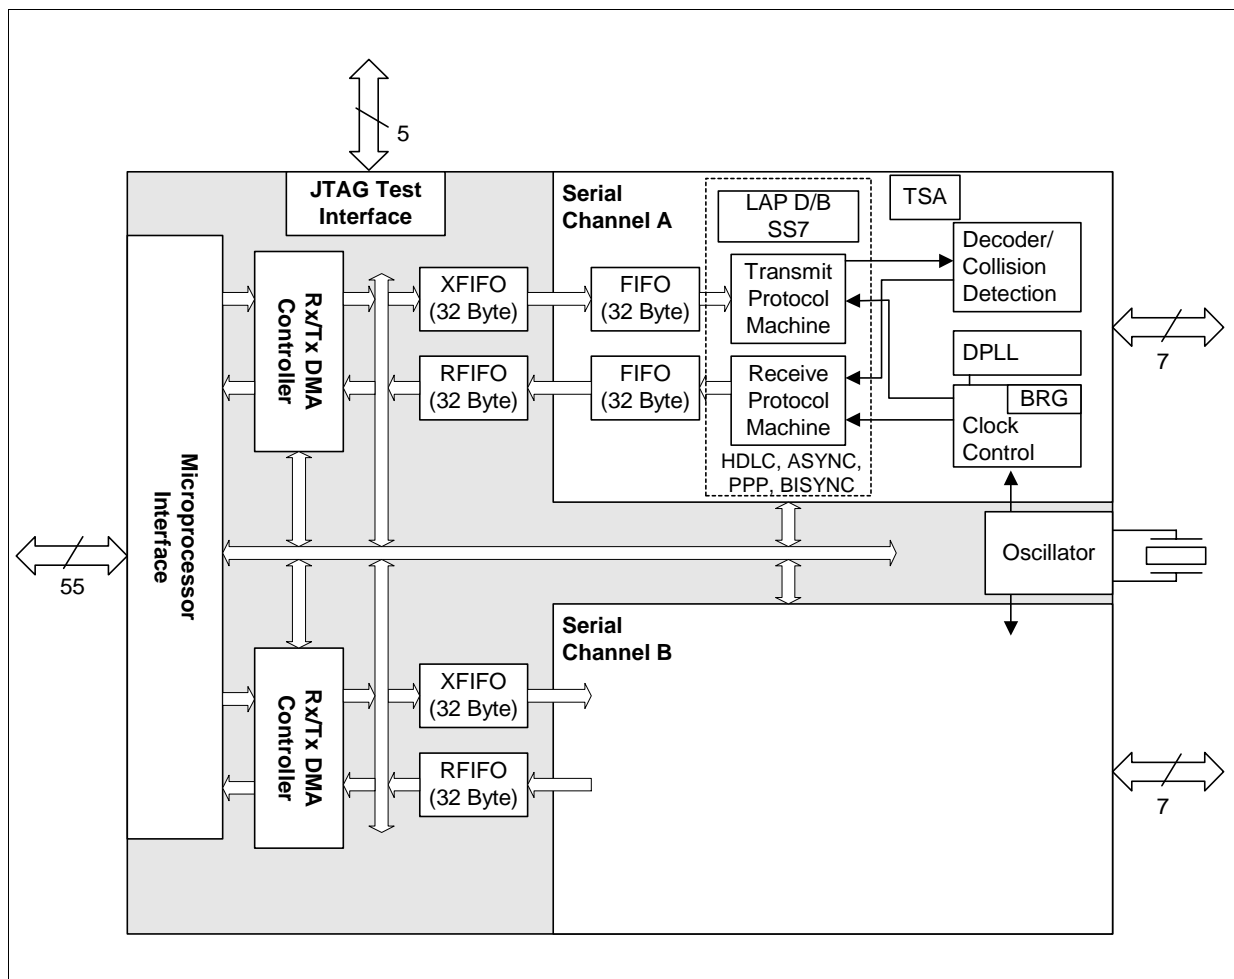 5
JTAG Test
Interface
Serial
Channel A
LAP D/B
SS7
TSA
Decoder/
Collision
Detection
Transmit
Protocol
Machine
XFIFO
(32 Byte)
FIFO
(32 Byte)
Rx/Tx DMA
Controller
7
DPLL
BRG
Clock
Control
RFIFO
(32 Byte)
FIFO
(32 Byte)
Receive
Protocol
Machine
HDLC, ASYNC,
PPP, BISYNC
Microprocessor
Interface
55
Oscillator
Serial
Channel B
XFIFO
(32 Byte)
Rx/Tx DMA
Controller
RFIFO
(32 Byte)
7